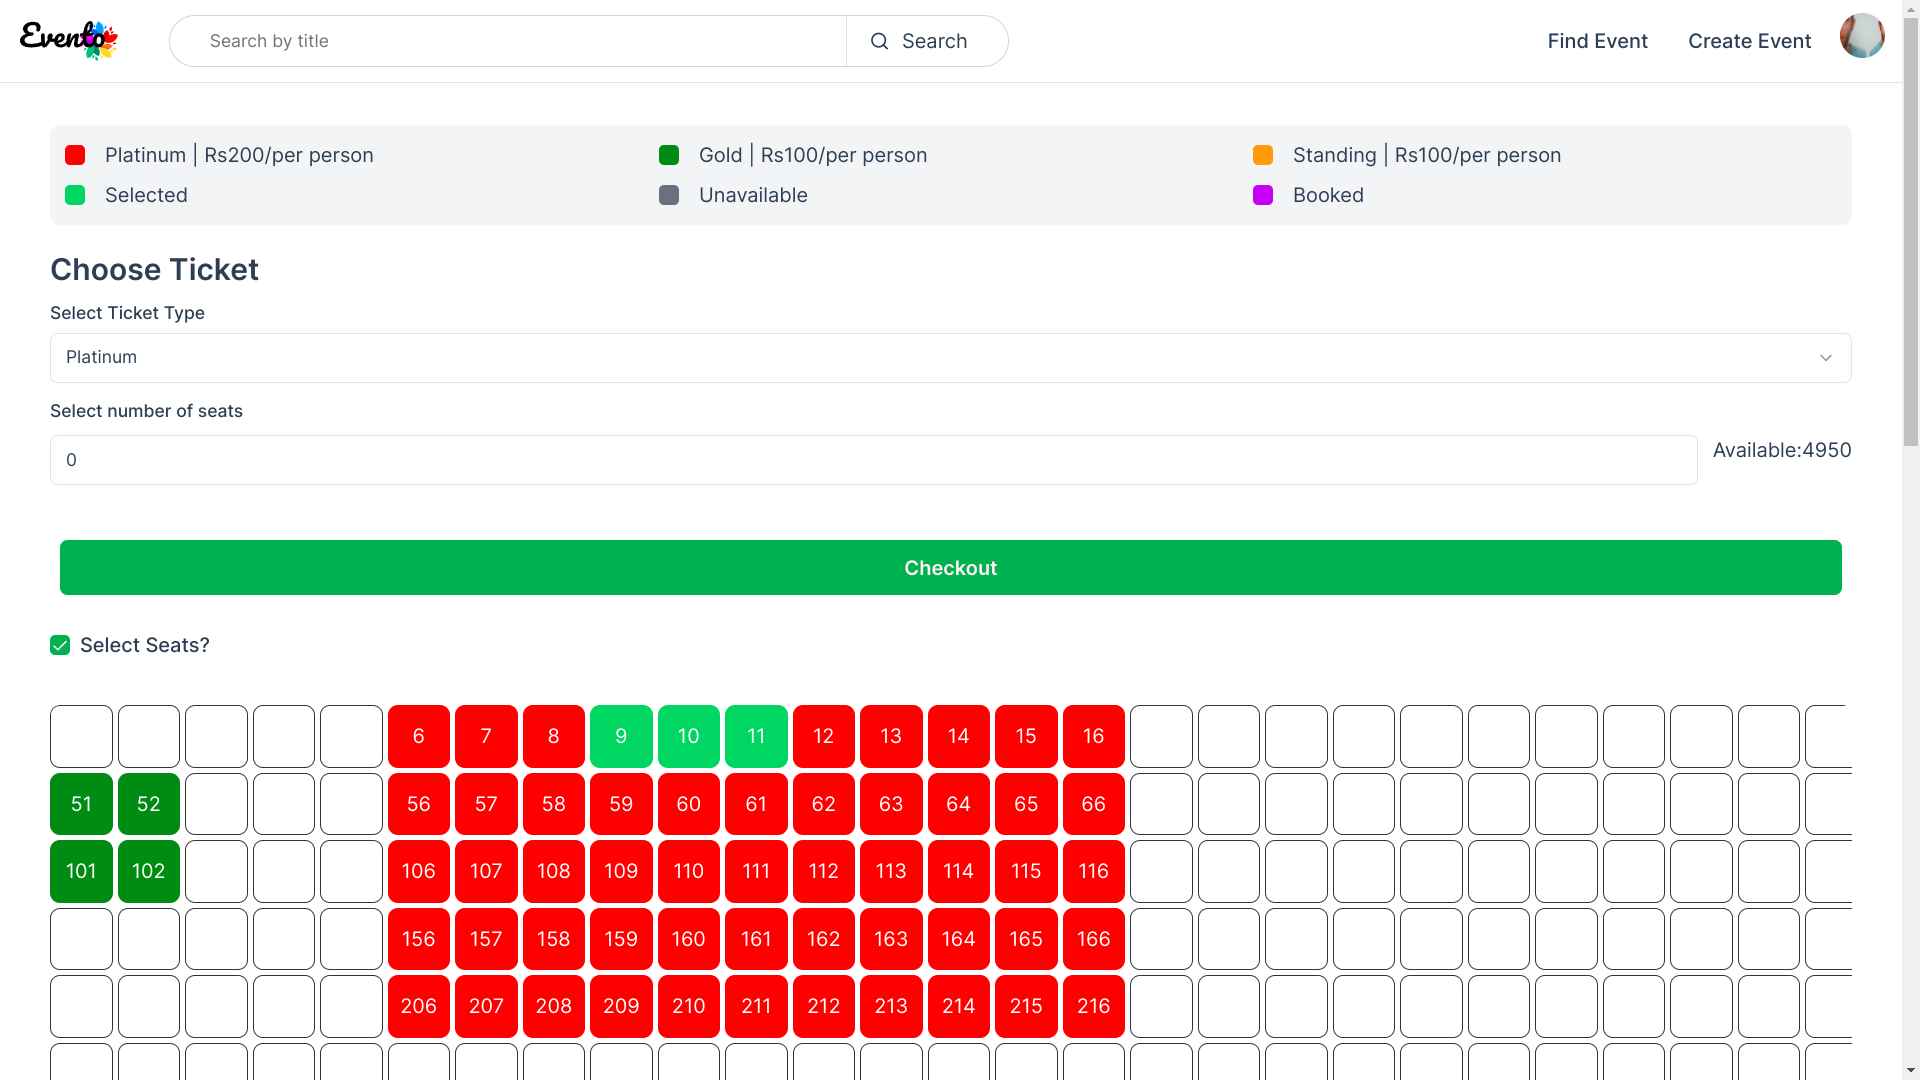 Evento
Search by title
Search
Find Event
Create Event
Platinum | Rs200/per person
Gold | Rs100/per person
Standing | Rs100/per person
Selected
Unavailable
Booked
Choose Ticket
Select Ticket Type
Platinum
Select number of seats
0
Available:4950
Checkout
Select Seats?
6 7 8 9 10 11 12 13 14 15 16
51 52 56 57 58 59 60 61 62 63 64 65 66
101 102 106 107 108 109 110 111 112 113 114 115 116
156 157 158 159 160 161 162 163 164 165 166
206 207 208 209 210 211 212 213 214 215 216